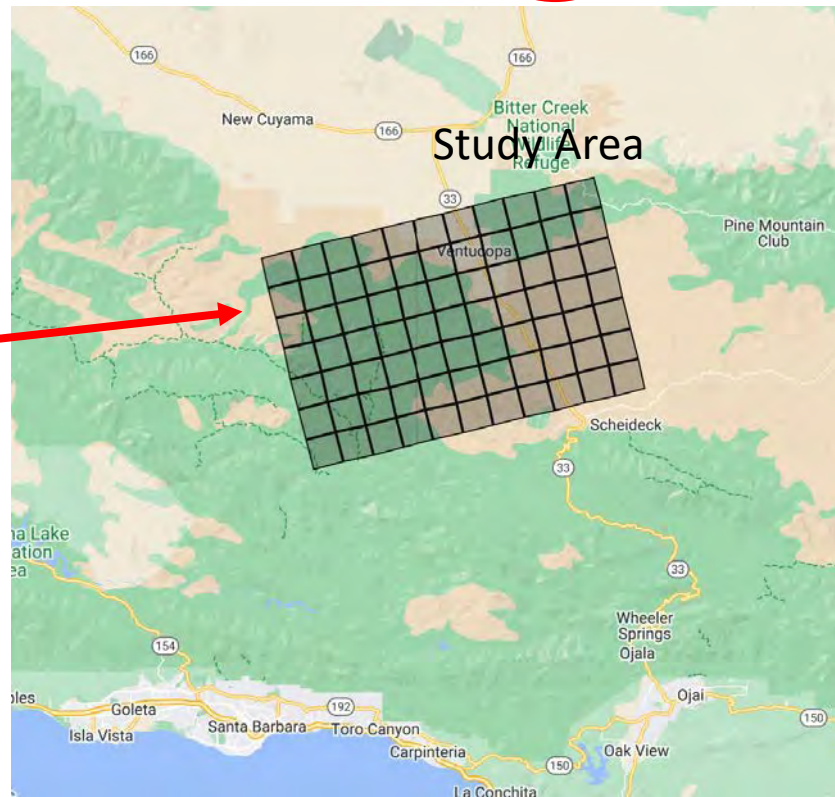 166
166
New Cuyama
166
Bitter Creek
National
Wildlife
Refuge
Study Area
33
Pine Mountain
Club
Ventucopa
Scheideck
33
na Lake
ation
ea
33
Wheeler
Springs
Ojala
154
ples
Goleta
192
Ojai
Isla Vista
Santa Barbara
Toro Canyon
150
Carpinteria
Oak View
150
La Conchita